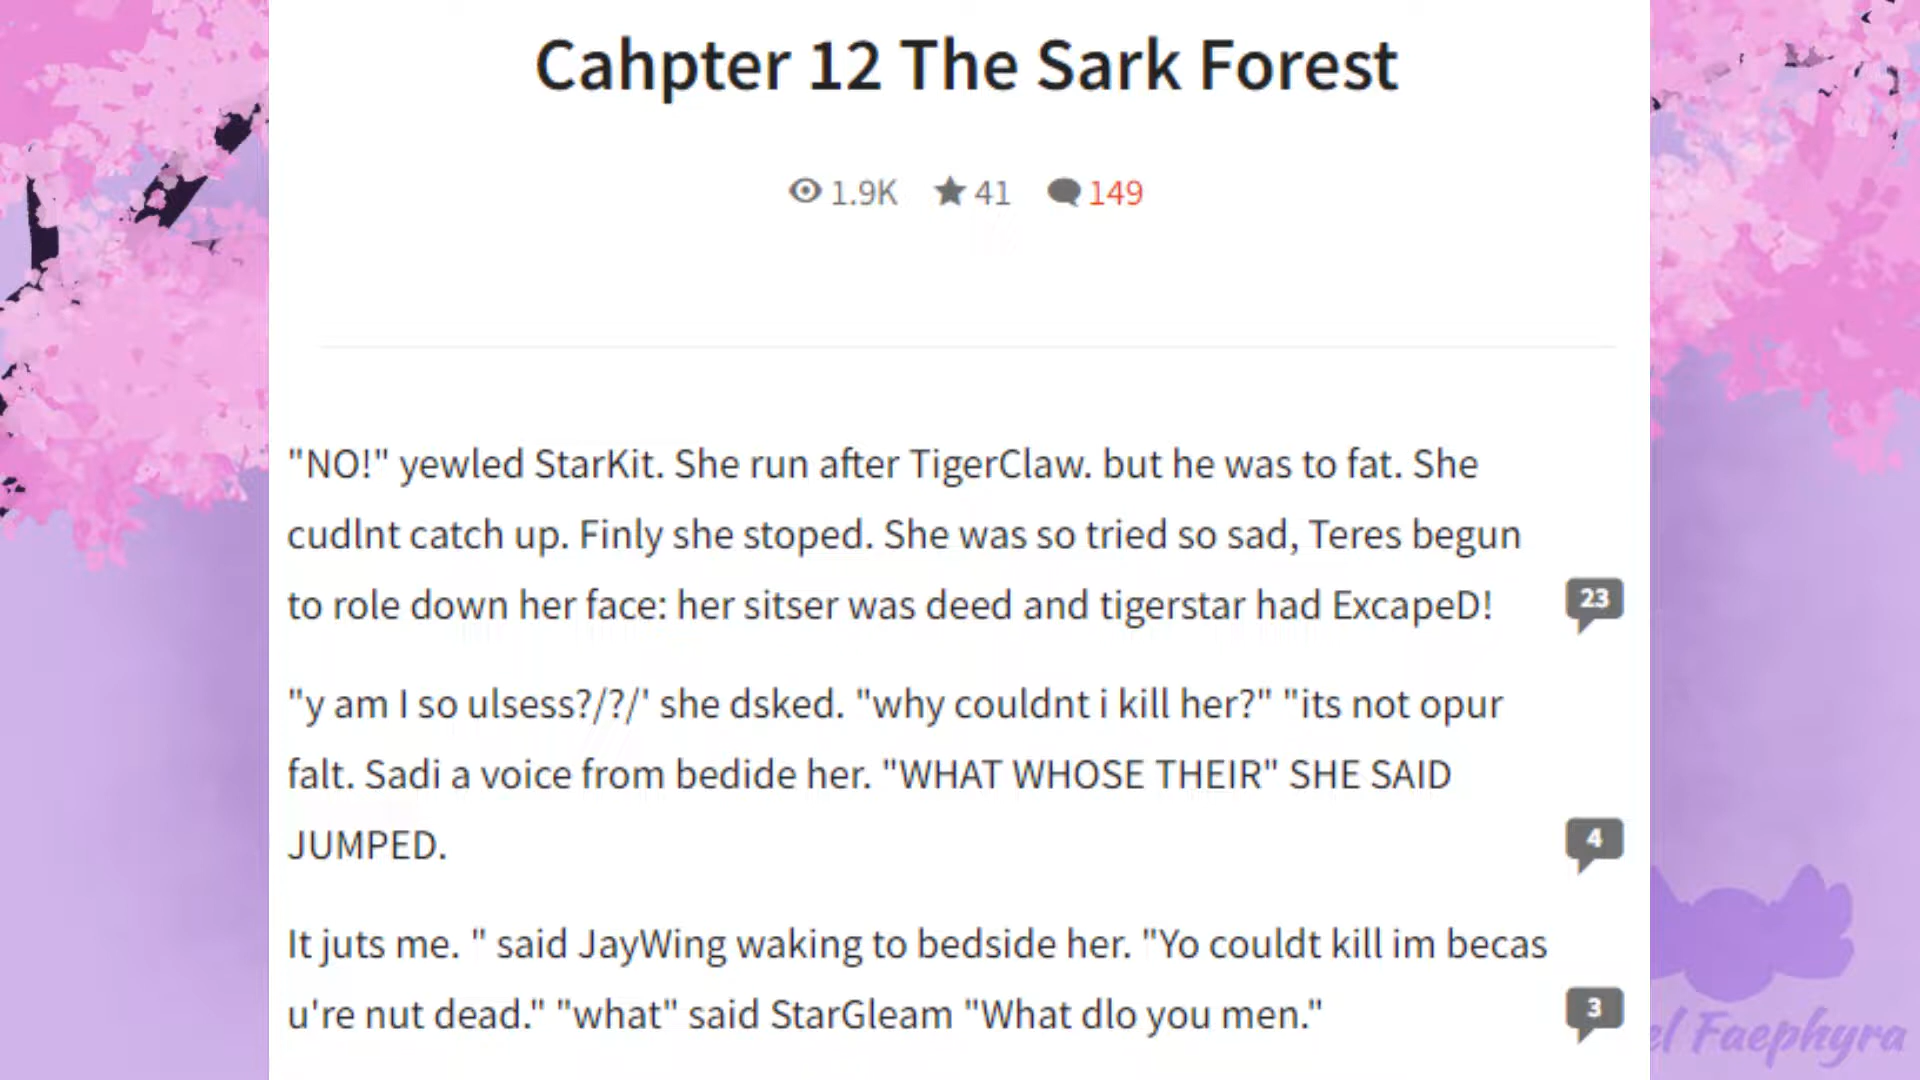 Cahpter 12 The Sark Forest
1.9K 41 149
"NO!" yewled StarKit. She run after TigerClaw. but he was to fat. She
cudlnt catch up. Finly she stoped. She was so tried so sad, Teres begun
to role down her face: her sitser was deed and tigerstar had ExcapeD!
23
"y am I so ulsess?/?/' she dsked. "why couldnt i kill her?" "its not opur
falt. Sadi a voice from bedide her. "WHAT WHOSE THEIR" SHE SAID
JUMPED.
4
It juts me. " said JayWing waking to bedside her. "Yo couldt kill im becas
u're nut dead." "what" said StarGleam "What dlo you men."
3
el Faephyra